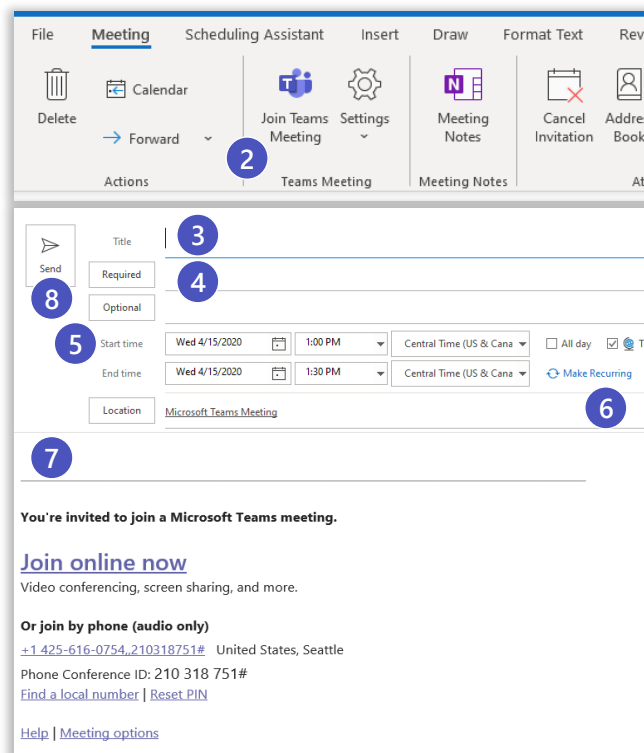 File Meeting Scheduling Assistant Insert Draw Format Text Rev
Delete
Calendar
Forward
Join Teams Meeting
Settings
Meeting Notes
Cancel Invitation
Addres Book
2
Actions Teams Meeting Meeting Notes At
Send
8
Title
3
Required
4
Optional
5
Start time Wed 4/15/2020 1:00 PM Central Time (US & Cana All day T
End time Wed 4/15/2020 1:30 PM Central Time (US & Cana Make Recurring
6
Location Microsoft Teams Meeting
7
You're invited to join a Microsoft Teams meeting.
Join online now
Video conferencing, screen sharing, and more.
Or join by phone (audio only)
+1 425-616-0754,,210318751# United States, Seattle
Phone Conference ID: 210 318 751#
Find a local number | Reset PIN
Help | Meeting options